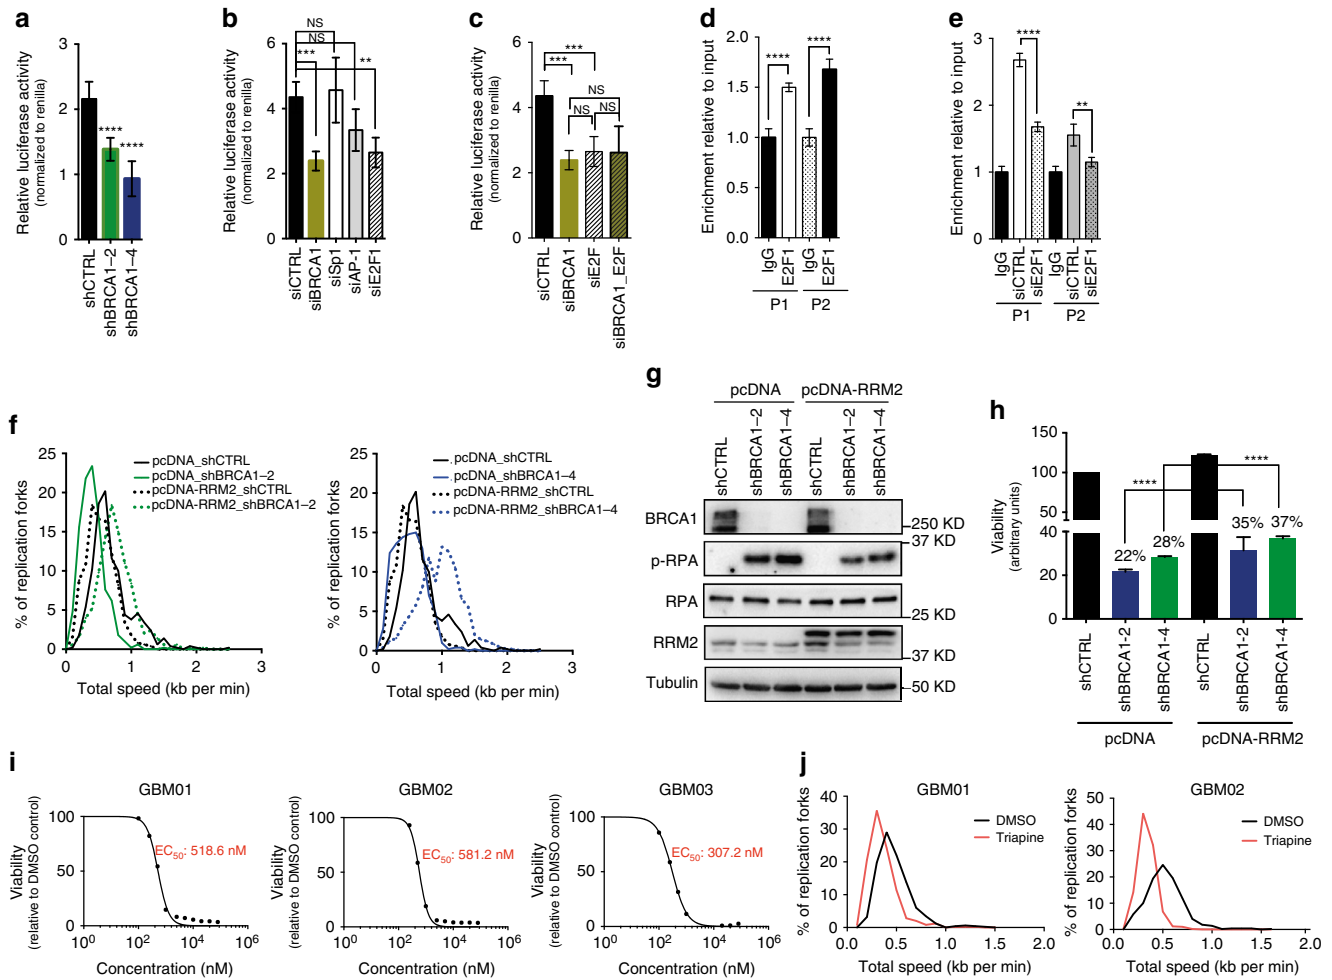 a
Relative luciferase activity
(normalized to renilla)
3
2
1
0
****
****
shCTRL
shBRCA1–2
shBRCA1–4
b
Relative luciferase activity
(normalized to renilla)
6
4
2
0
NS
NS
***
**
siCTRL
siBRCA1
siSp1
siAP-1
siE2F1
c
Relative luciferase activity
(normalized to renilla)
6
4
2
0
***
***
NS
NS
NS
siCTRL
siBRCA1
siE2F
siBRCA1_E2F
d
Enrichment relative to input
2.0
1.5
1.0
0.5
0.0
****
****
IgG
E2F1
IgG
E2F1
P1
P2
e
Enrichment relative to input
3
2
1
0
****
**
IgG
siCTRL
siE2F1
IgG
siCTRL
siE2F1
P1
P2
f
% of replication forks
25
20
15
10
5
0
pcDNA_shCTRL
pcDNA_shBRCA1–2
pcDNA-RRM2_shCTRL
pcDNA-RRM2_shBRCA1–2
0
1
2
3
Total speed (kb per min)
% of replication forks
25
20
15
10
5
0
pcDNA_shCTRL
pcDNA_shBRCA1–4
pcDNA-RRM2_shCTRL
pcDNA-RRM2_shBRCA1–4
0
1
2
3
Total speed (kb per min)
g
pcDNA
pcDNA-RRM2
shCTRL
shBRCA1–2
shBRCA1–4
shCTRL
shBRCA1–2
shBRCA1–4
BRCA1
250 KD
37 KD
p-RPA
RPA
25 KD
RRM2
37 KD
Tubulin
50 KD
h
Viability
(arbitrary units)
150
100
50
40
20
0
****
****
22%
28%
35%
37%
shCTRL
shBRCA1-2
shBRCA1-4
shCTRL
shBRCA1-2
shBRCA1-4
pcDNA
pcDNA-RRM2
i
GBM01
Viability
(relative to DMSO control)
100
50
0
EC50: 518.6 nM
10^0
10^2
10^4
10^6
Concentration (nM)
GBM02
Viability
(relative to DMSO control)
100
50
0
EC50: 581.2 nM
10^0
10^2
10^4
10^6
Concentration (nM)
GBM03
Viability
(relative to DMSO control)
100
50
0
EC50: 307.2 nM
10^0
10^2
10^4
10^6
Concentration (nM)
j
GBM01
% of replication forks
40
30
20
10
0
DMSO
Triapine
0.0
0.5
1.0
1.5
2.0
Total speed (kb per min)
GBM02
% of replication forks
50
40
30
20
10
0
DMSO
Triapine
0.0
0.5
1.0
1.5
2.0
Total speed (kb per min)